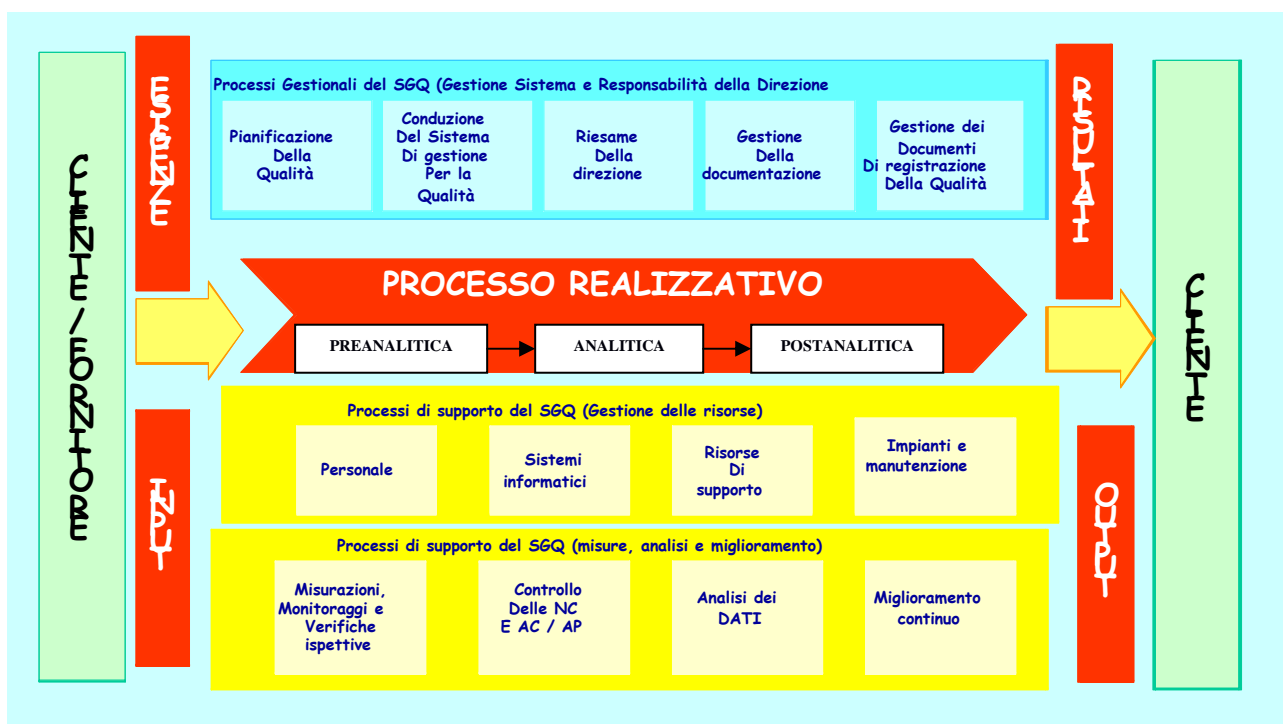 CLIENTE / FORNITORE
ESIGENZE
INPUT
Processi Gestionali del SGQ (Gestione Sistema e Responsabilità della Direzione
Pianificazione
Della
Qualità
Conduzione
Del Sistema
Di gestione
Per la
Qualità
Riesame
Della
direzione
Gestione
Della
documentazione
Gestione dei
Documenti
Di registrazione
Della Qualità
PROCESSO REALIZZATIVO
PREANALITICA
ANALITICA
POSTANALITICA
Processi di supporto del SGQ (Gestione delle risorse)
Personale
Sistemi
informatici
Risorse
Di
supporto
Impianti e
manutenzione
Processi di supporto del SGQ (misure, analisi e miglioramento)
Misurazioni,
Monitoraggi e
Verifiche
ispettive
Controllo
Delle NC
E AC / AP
Analisi dei
DATI
Miglioramento
continuo
RISULTATI
OUTPUT
CLIENTE